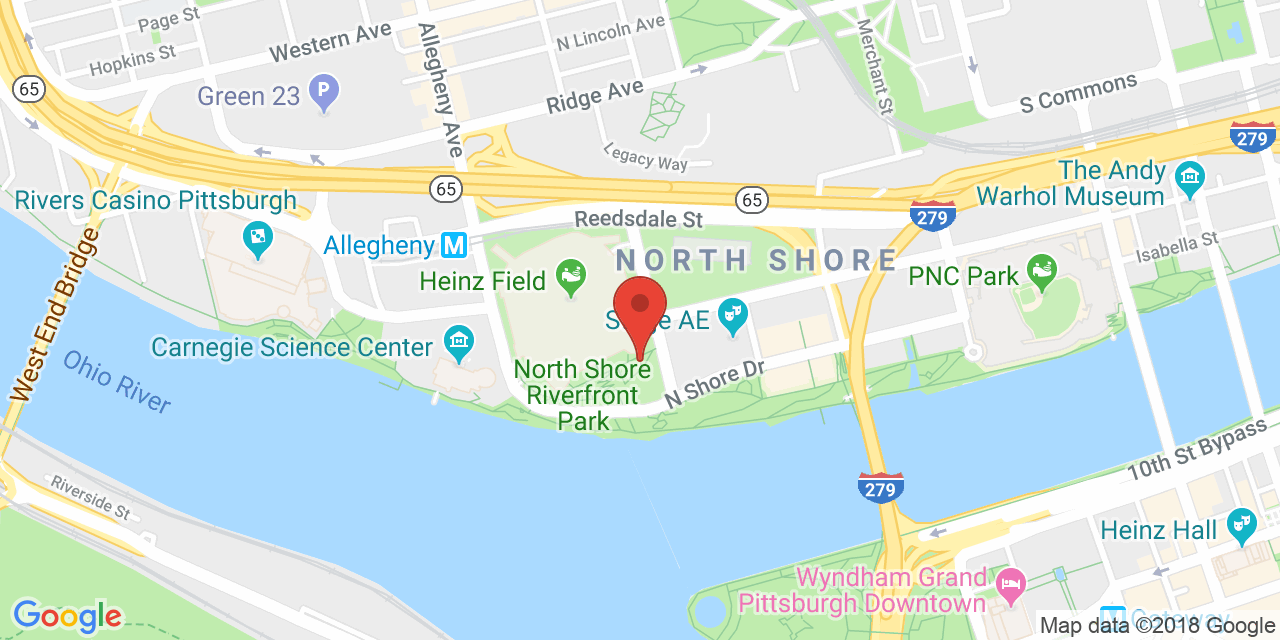 Page St
Hopkins St
Western Ave
Allegheny Ave
N Lincoln Ave
Merchant St
65
Green 23
P
Ridge Ave
S Commons
279
Legacy Way
65
65
The Andy
Warhol Museum
Rivers Casino Pittsburgh
Reedsdale St
279
Allegheny M
NORTH SHORE
Isabella St
West End Bridge
Heinz Field
PNC Park
AE
Carnegie Science Center
Ohio River
North Shore
Riverfront
Park
N Shore Dr
10th St Bypass
Riverside St
279
Heinz Hall
Wyndham Grand
Pittsburgh Downtown
M Gateway
Google
Map data ©2018 Google